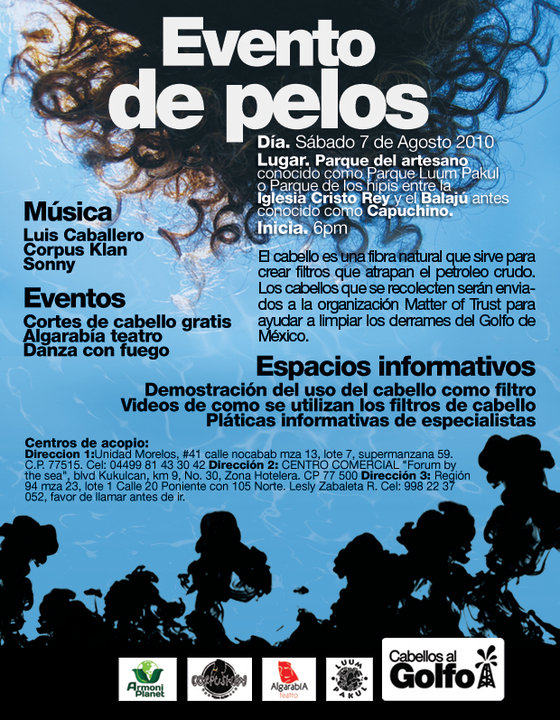 Evento
de pelos
Día. Sábado 7 de Agosto 2010
Lugar. Parque del artesano
conocido como Parque Luum Pakul
o Parque de los hipis entre la
Iglesia Cristo Rey y el Balajú antes
conocido como Capuchino.
Inicia. 6pm
Música
Luis Caballero
Corpus Klan
Sonny
Eventos
Cortes de cabello gratis
Algarabía teatro
Danza con fuego
El cabello es una fibra natural que sirve para
crear filtros que atrapan el petroleo crudo.
Los cabellos que se recolecten serán envia-
dos a la organización Matter of Trust para
ayudar a limpiar los derrames del Golfo de
México.
Espacios informativos
Demostración del uso del cabello como filtro
Videos de como se utilizan los filtros de cabello
Pláticas informativas de especialistas
Centros de acopio:
Direccion 1:Unidad Morelos, #41 calle nocabab mza 13, lote 7, supermanzana 59.
C.P. 77515. Cel: 04499 81 43 30 42 Dirección 2: CENTRO COMERCIAL "Forum by
the sea", blvd Kukulcan, km 9, No. 30, Zona Hotelera. CP 77 500 Dirección 3: Región
94 mza 23, lote 1 Calle 20 Poniente con 105 Norte. Lesly Zabaleta R. Cel: 998 22 37
052, favor de llamar antes de ir.
Armoni
Planet
Algarabía
Teatro
LUUM
PAKUL
Cabellos al
Golfo